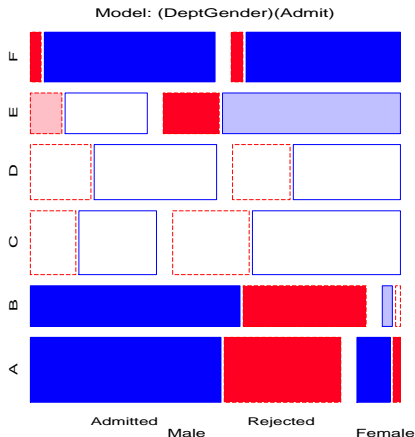 Model: (DeptGender)(Admit)
F
E
D
C
B
A
Admitted Rejected
Male Female